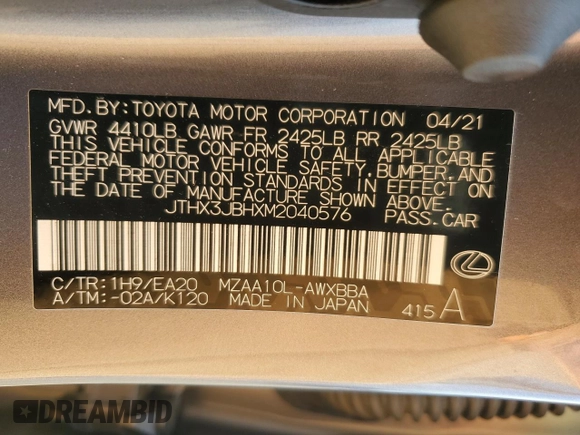 MFD.BY:TOYOTA MOTOR CORPORATION 04/21
GVWR 4410LB GAWR FR 2425LB RR 2425LB
THIS VEHICLE CONFORMS TO ALL APPLICABLE
FEDERAL MOTOR VEHICLE SAFETY,BUMPER,AND
THEFT PREVENTION STANDARDS IN EFFECT ON
THE DATE OF MANUFACTURE SHOWN ABOVE.
JTHX3JBHXM2040576 PASS.CAR
C/TR:1H9/EA20 MZAA10L-AWXBBA
A/TM:-02A/K120 MADE IN JAPAN 415 A
DREAMBID